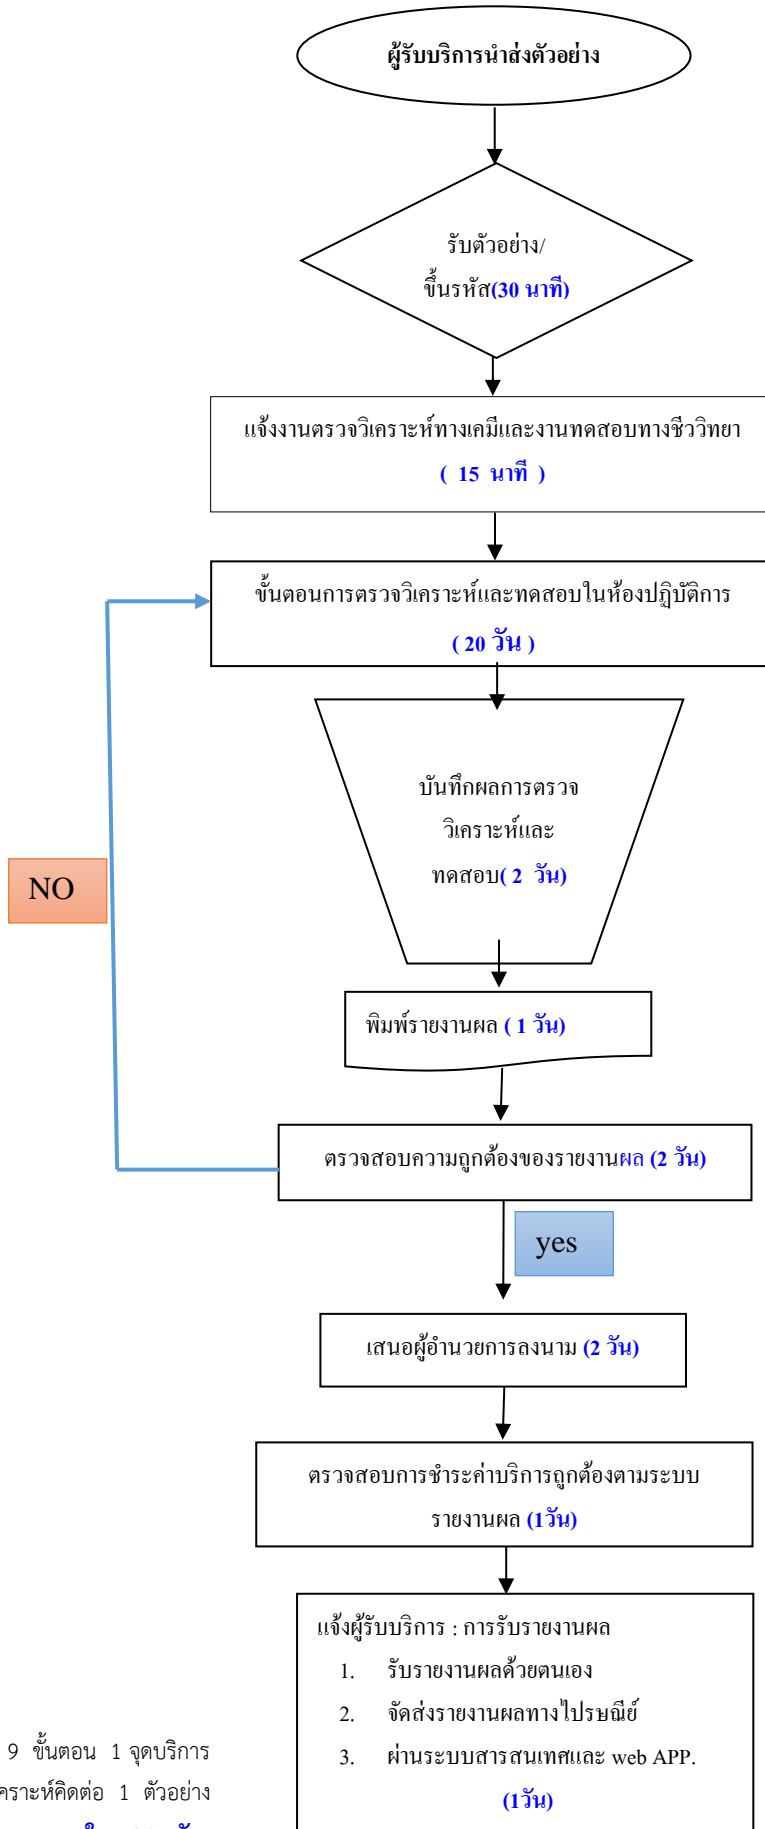 ผู้รับบริการนำส่งตัวอย่าง
รับตัวอย่าง/
ขึ้นรหัส(30 นาที)
แจ้งงานตรวจวิเคราะห์ทางเคมีและงานทดสอบทางชีววิทยา
( 15 นาที )
ขั้นตอนการตรวจวิเคราะห์และทดสอบในห้องปฏิบัติการ
( 20 วัน )
บันทึกผลการตรวจ
วิเคราะห์และ
ทดสอบ( 2 วัน)
NO
พิมพ์รายงานผล ( 1 วัน)
ตรวจสอบความถูกต้องของรายงานผล (2 วัน)
yes
เสนอผู้อำนวยการลงนาม (2 วัน)
ตรวจสอบการชำระค่าบริการถูกต้องตามระบบ
รายงานผล (1วัน)
แจ้งผู้รับบริการ : การรับรายงานผล
1. รับรายงานผลด้วยตนเอง
2. จัดส่งรายงานผลทางไปรษณีย์
3. ผ่านระบบสารสนเทศและ web APP.
(1วัน)
9 ขั้นตอน 1 จุดบริการ
คราะห์คิดต่อ 1 ตัวอย่าง